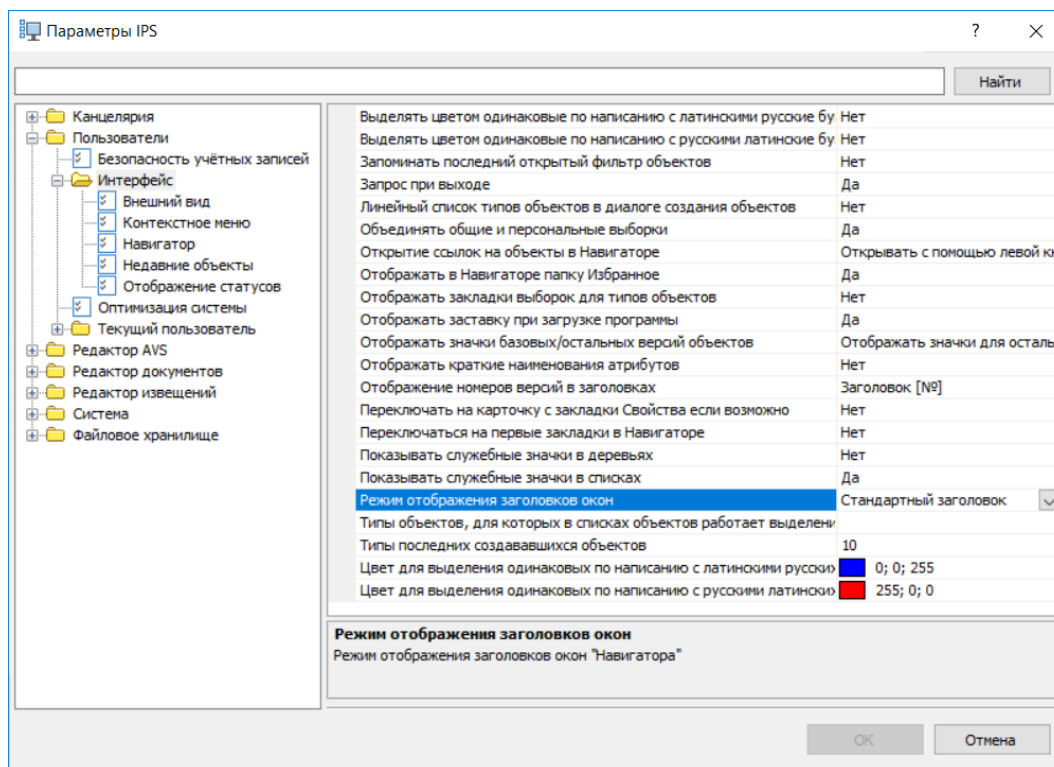 Параметры IPS
?
Найти
Канцелярия
Пользователи
Безопасность учётных записей
Интерфейс
Внешний вид
Контекстное меню
Навигатор
Недавние объекты
Отображение статусов
Оптимизация системы
Текущий пользователь
Редактор AVS
Редактор документов
Редактор извещений
Система
Файловое хранилище
Выделять цветом одинаковые по написанию с латинскими русские бу Нет
Выделять цветом одинаковые по написанию с русскими латинские бу Нет
Запоминать последний открытый фильтр объектов Нет
Запрос при выходе Да
Линейный список типов объектов в диалоге создания объектов Нет
Объединять общие и персональные выборки Да
Открытие ссылок на объекты в Навигаторе Открывать с помощью левой кн
Отображать в Навигаторе папку Избранное Да
Отображать закладки выборок для типов объектов Нет
Отображать заставку при загрузке программы Да
Отображать значки базовых/остальных версий объектов Отображать значки для осталь
Отображать краткие наименования атрибутов Нет
Отображение номеров версий в заголовках Заголовок [№]
Переключать на карточку с закладки Свойства если возможно Нет
Переключаться на первые закладки в Навигаторе Нет
Показывать служебные значки в деревьях Нет
Показывать служебные значки в списках Да
Режим отображения заголовков окон Стандартный заголовок
Типы объектов, для которых в списках объектов работает выделени
Типы последних создававшихся объектов 10
Цвет для выделения одинаковых по написанию с латинскими русских 0; 0; 255
Цвет для выделения одинаковых по написанию с русскими латинских 255; 0; 0
Режим отображения заголовков окон
Режим отображения заголовков окон "Навигатора"
ОК
Отмена